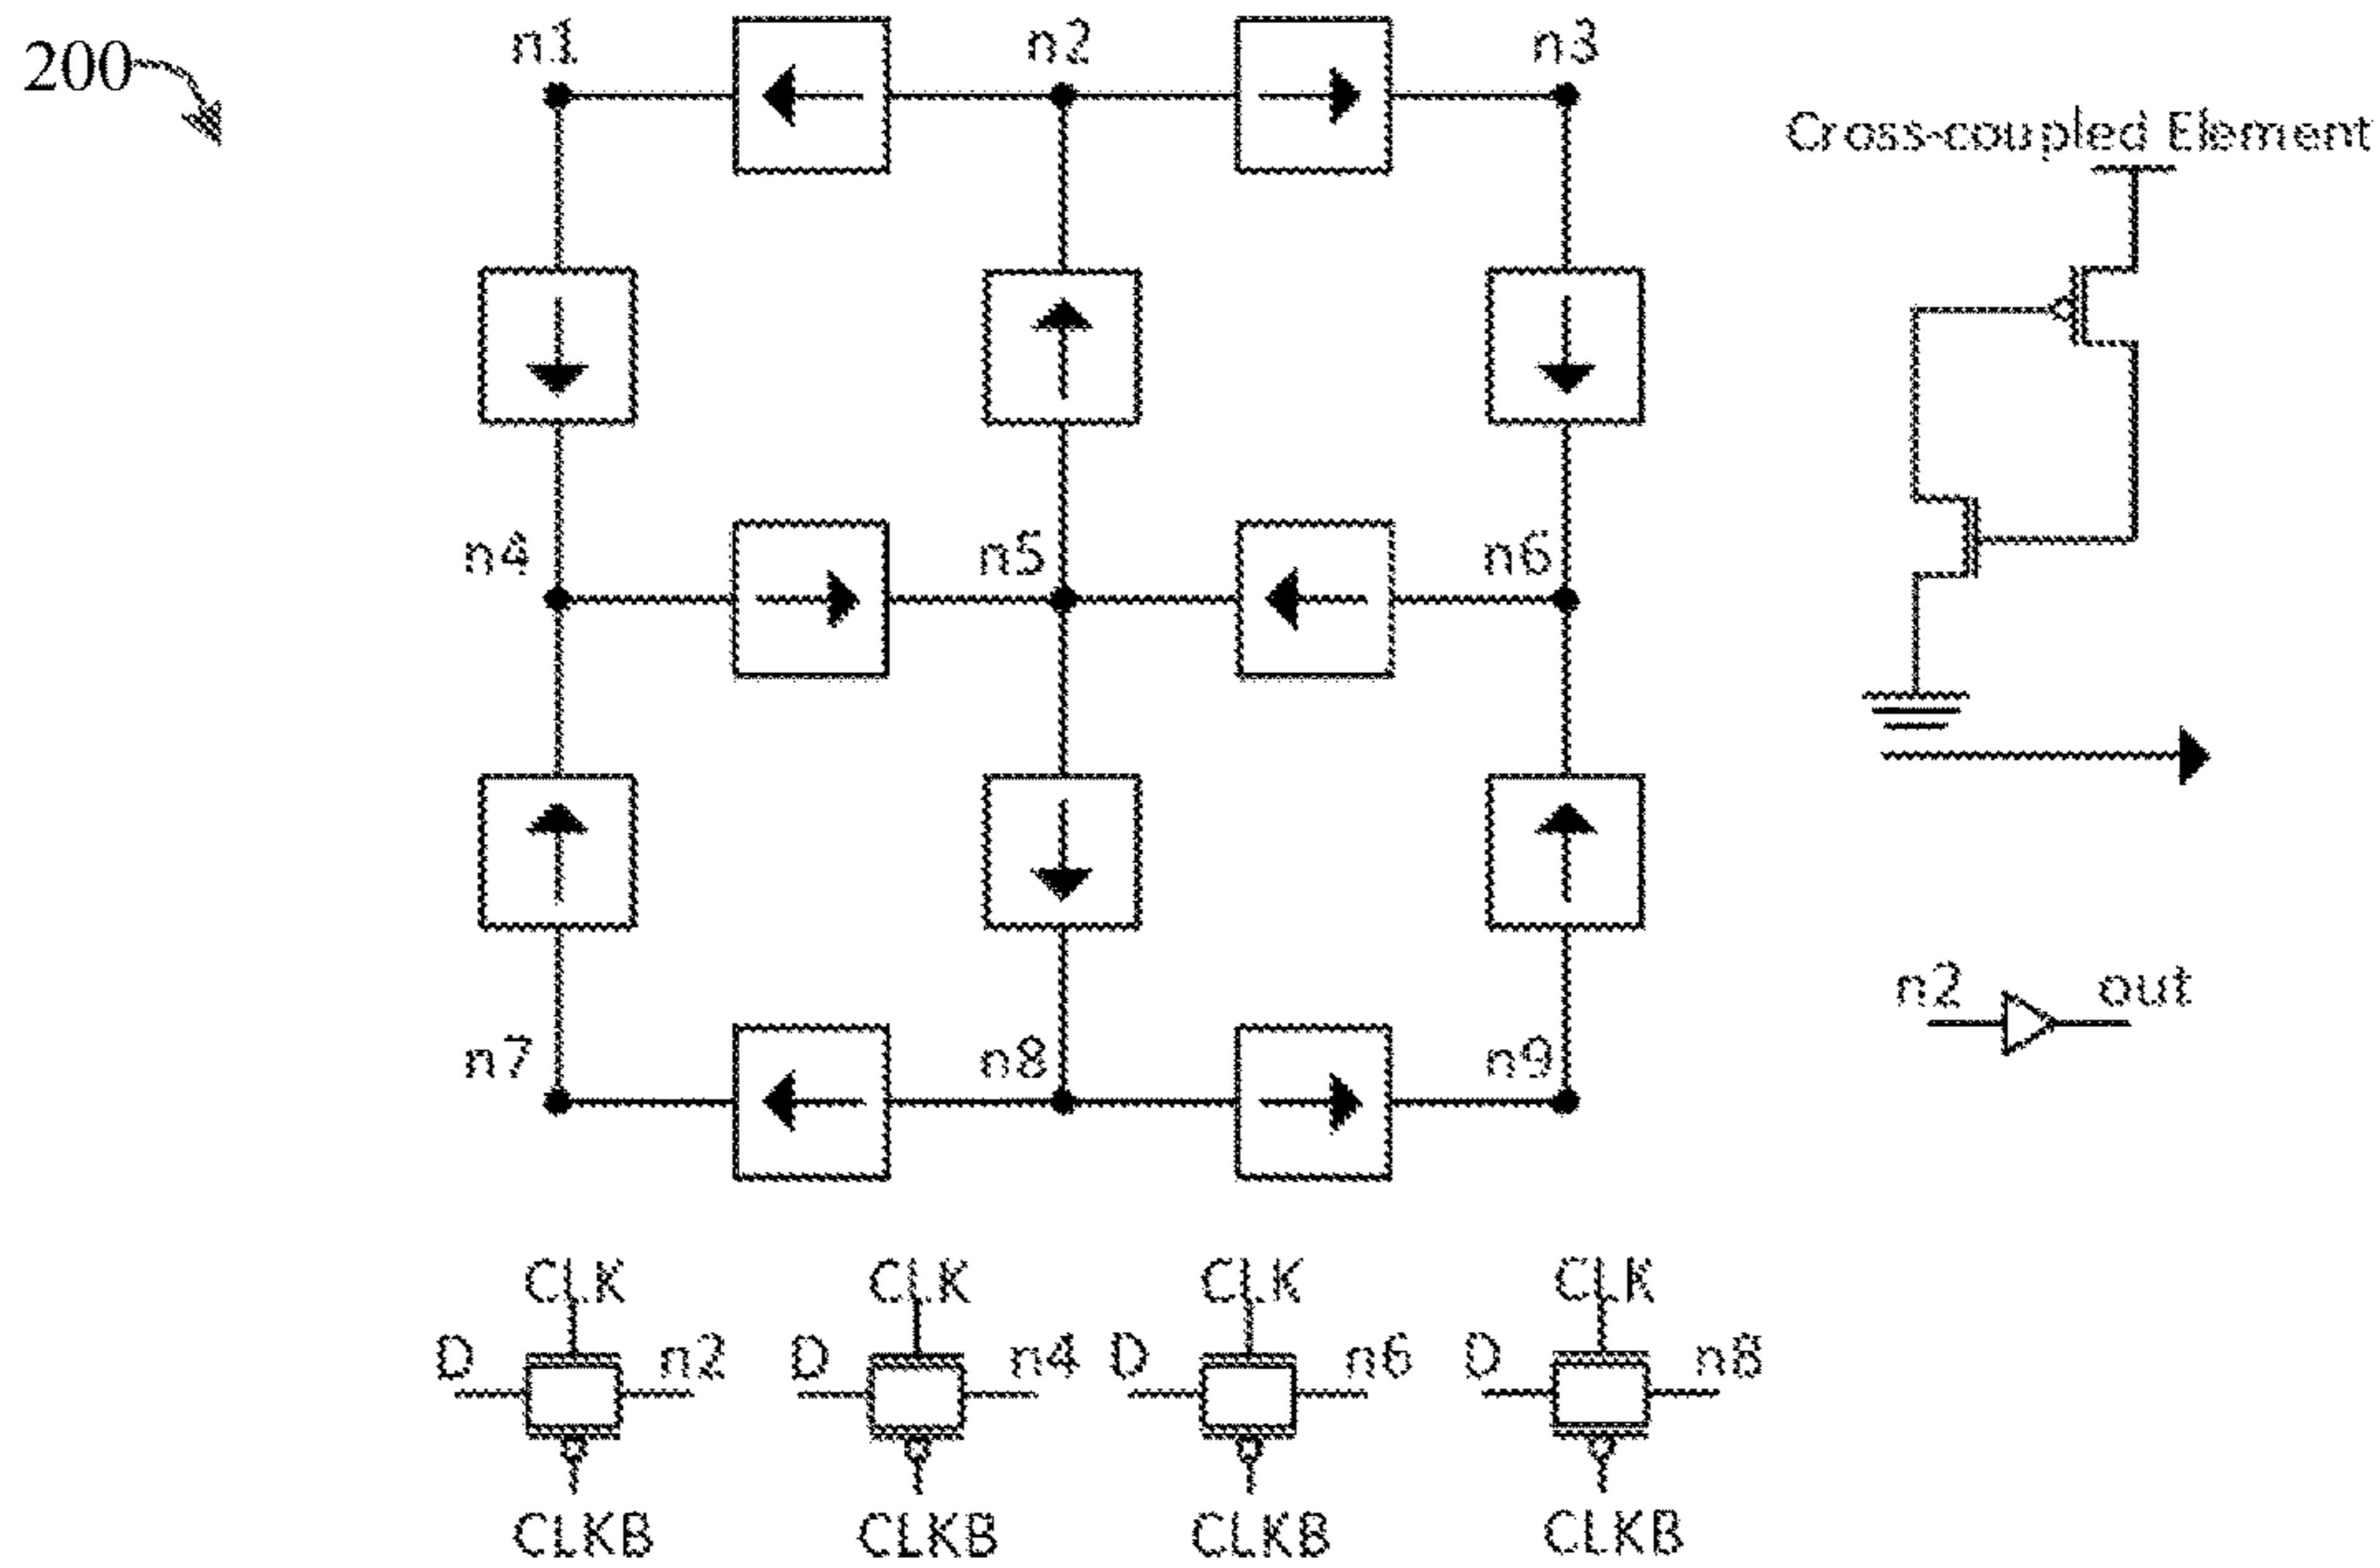 200
n1 n2 n3
Cross-coupled Element
n4 n5 n6
n7 n8 n9
n2 out
CLK CLK CLK CLK
D n2 D n4 D n6 D n8
CLKB CLKB CLKB CLKB